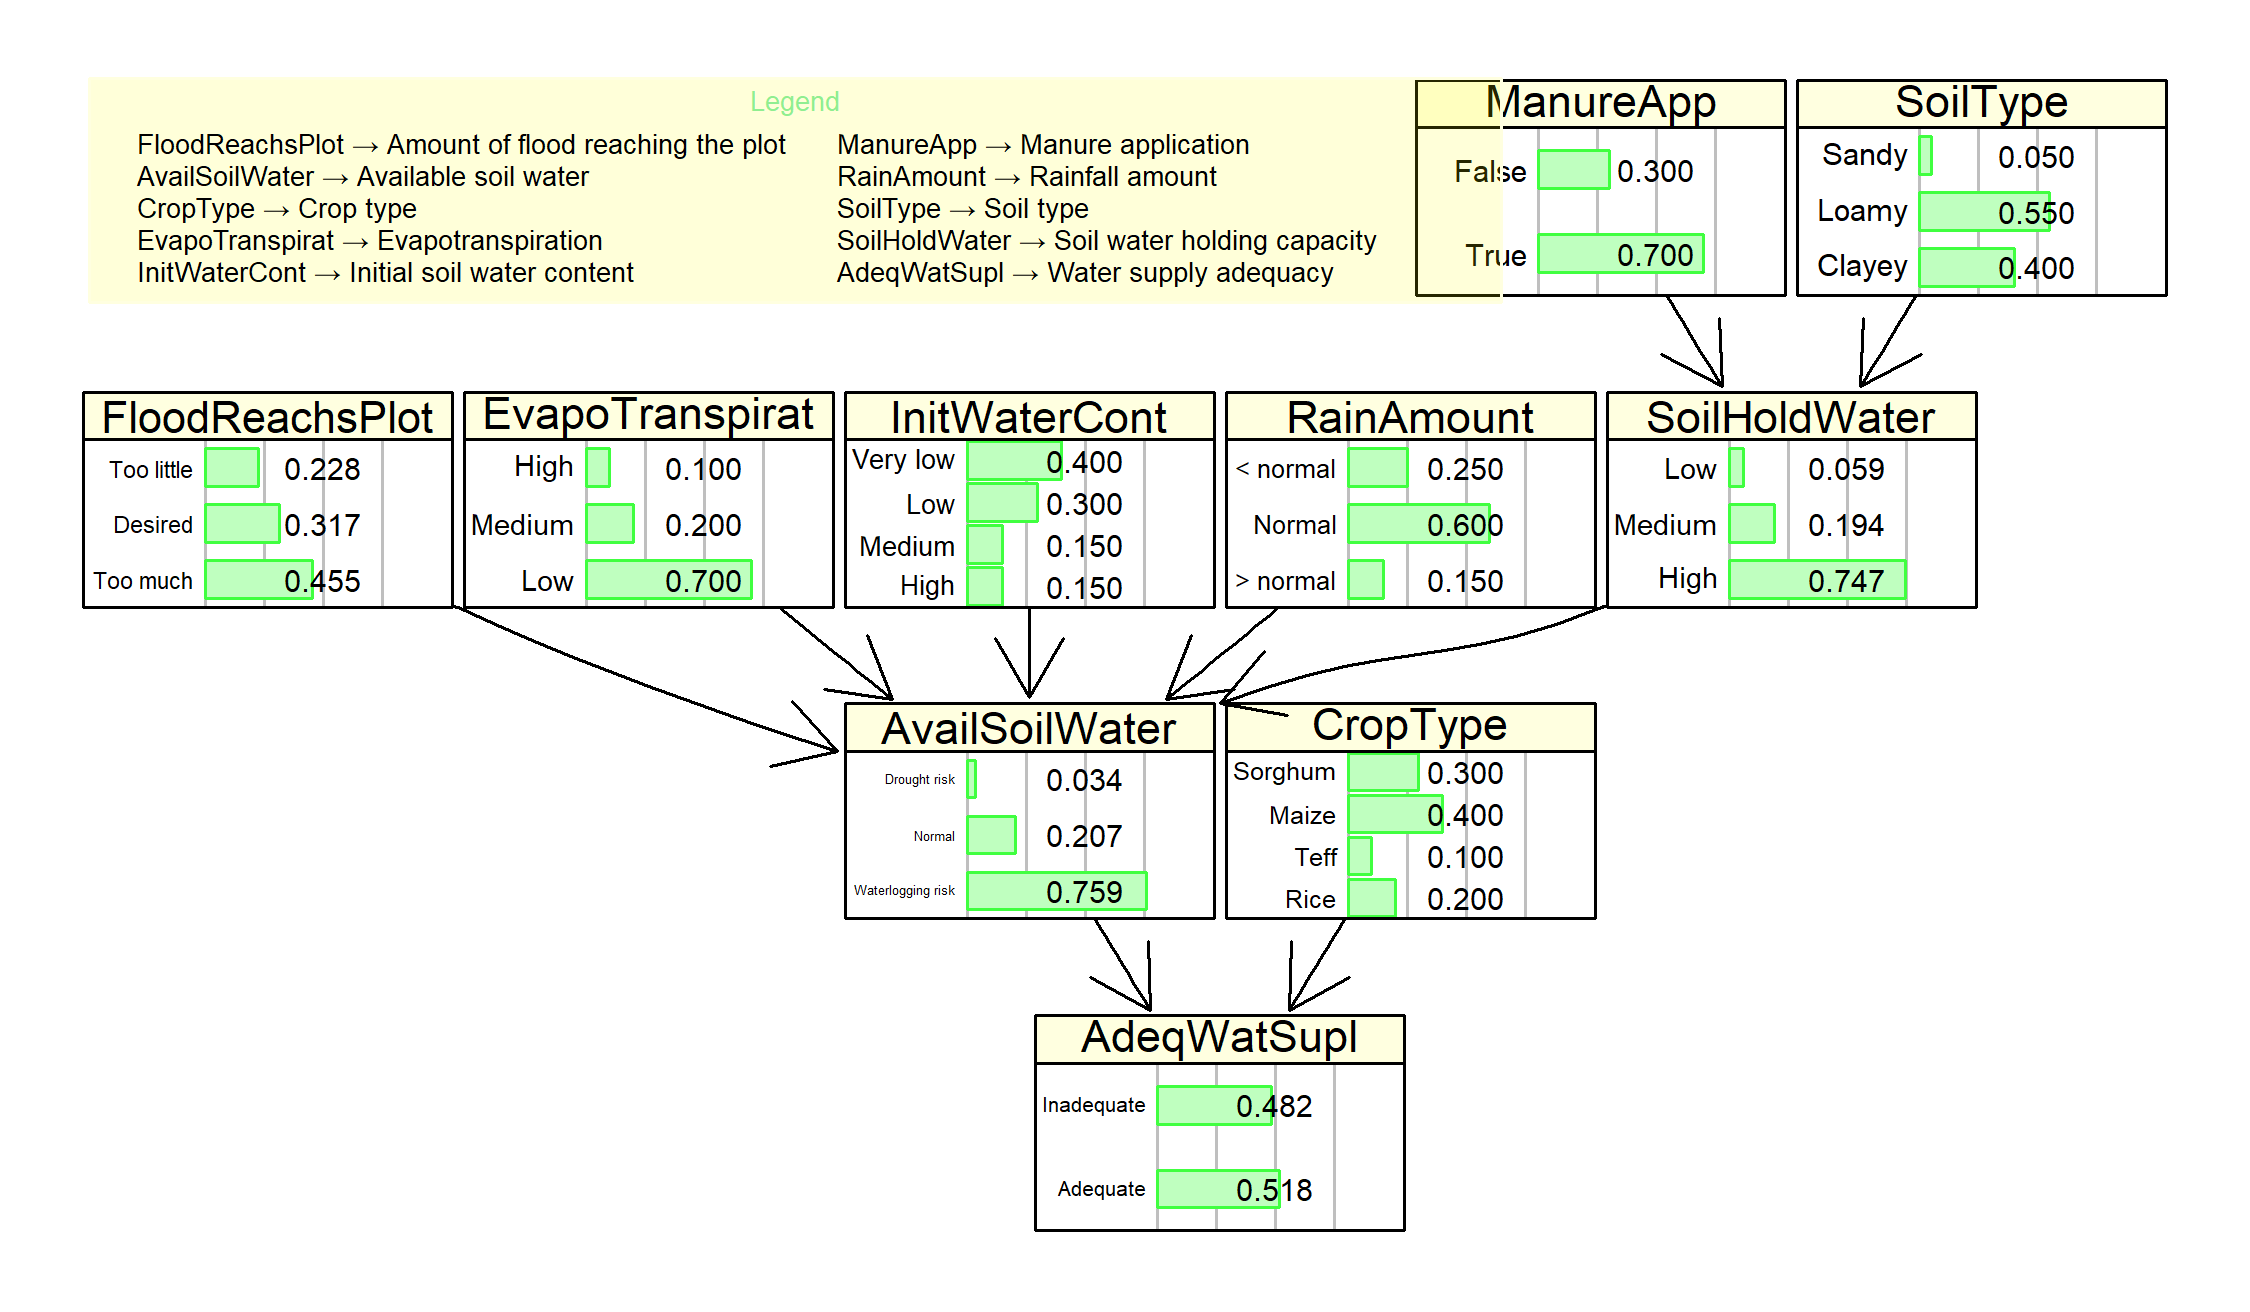 Legend
FloodReachsPlot → Amount of flood reaching the plot
AvailSoilWater → Available soil water
CropType → Crop type
EvapoTranspirat → Evapotranspiration
InitWaterCont → Initial soil water content
ManureApp → Manure application
RainAmount → Rainfall amount
SoilType → Soil type
SoilHoldWater → Soil water holding capacity
AdeqWatSupl → Water supply adequacy
ManureApp
False 0.300
True 0.700
SoilType
Sandy 0.050
Loamy 0.550
Clayey 0.400
FloodReachsPlot
Too little 0.228
Desired 0.317
Too much 0.455
EvapoTranspirat
High 0.100
Medium 0.200
Low 0.700
InitWaterCont
Very low 0.400
Low 0.300
Medium 0.150
High 0.150
RainAmount
< normal 0.250
Normal 0.600
> normal 0.150
SoilHoldWater
Low 0.059
Medium 0.194
High 0.747
AvailSoilWater
Drought risk 0.034
Normal 0.207
Waterlogging risk 0.759
CropType
Sorghum 0.300
Maize 0.400
Teff 0.100
Rice 0.200
AdeqWatSupl
Inadequate 0.482
Adequate 0.518